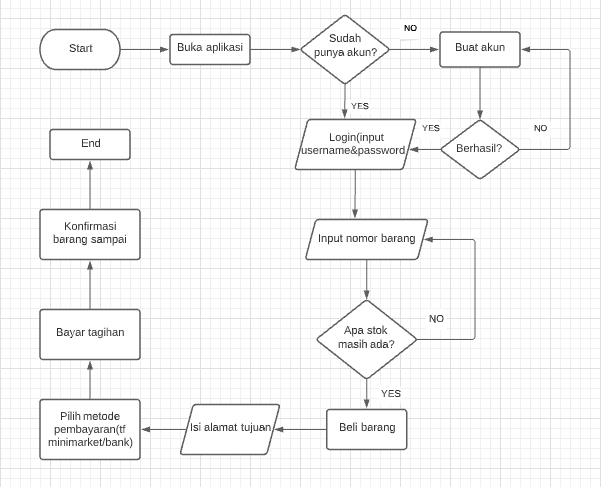 Start
Buka aplikasi
Sudah
punya akun?
NO
Buat akun
YES
Login(input
username&password
YES
Berhasil?
NO
End
Konfirmasi
barang sampai
Input nomor barang
Bayar tagihan
Apa stok
masih ada?
NO
YES
Pilih metode
pembayaran(tf
minimarket/bank)
Isi alamat tujuan
Beli barang